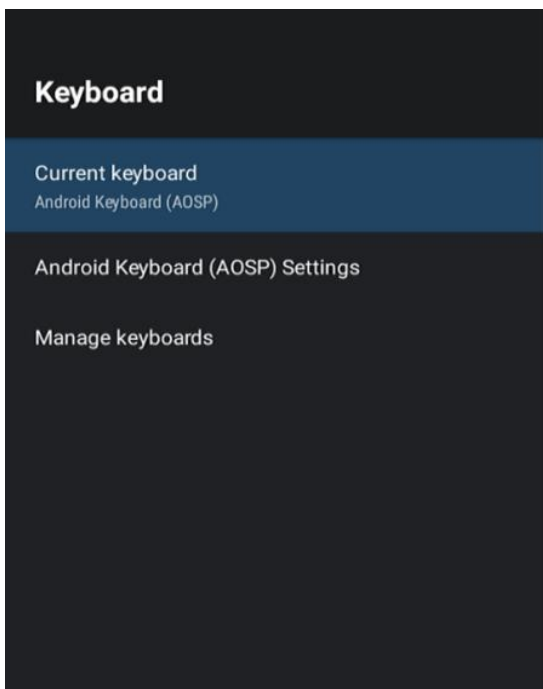 Keyboard
Current keyboard
Android Keyboard (AOSP)
Android Keyboard (AOSP) Settings
Manage keyboards